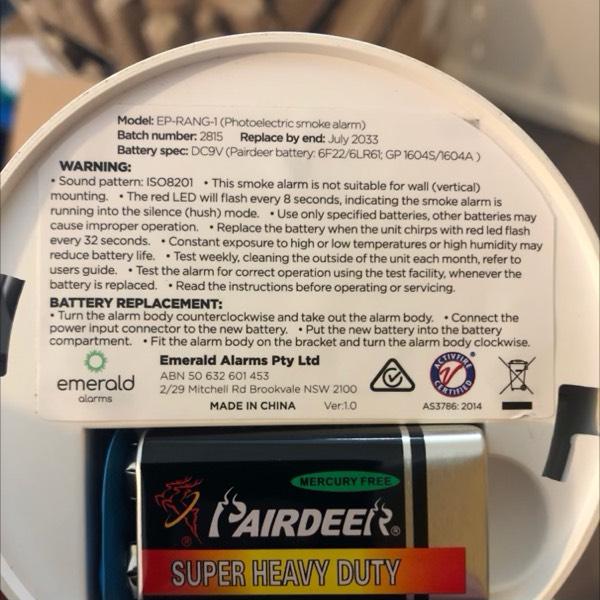 Model: EP-RANG-1 (Photoelectric smoke alarm)
Batch number: 2815 Replace by end: July 2033
Battery spec: DC9V (Pairdeer battery: 6F22/6LR61; GP 1604S/1604A )
WARNING:
• Sound pattern: ISO8201 • This smoke alarm is not suitable for wall (vertical)
mounting. • The red LED will flash every 8 seconds, indicating the smoke alarm is
running into the silence (hush) mode. • Use only specified batteries, other batteries may
cause improper operation. • Replace the battery when the unit chirps with red led flash
every 32 seconds. • Constant exposure to high or low temperatures or high humidity may
reduce battery life. • Test weekly, cleaning the outside of the unit each month, refer to
users guide. • Test the alarm for correct operation using the test facility, whenever the
battery is replaced. • Read the instructions before operating or servicing.
BATTERY REPLACEMENT:
• Turn the alarm body counterclockwise and take out the alarm body. • Connect the
power input connector to the new battery. • Put the new battery into the battery
compartment. • Fit the alarm body on the bracket and turn the alarm body clockwise.
emerald
alarms
Emerald Alarms Pty Ltd
ABN 50 632 601 453
2/29 Mitchell Rd Brookvale NSW 2100
MADE IN CHINA Ver:1.0
ACTIVFIRE
CERTIFIED
AS3786: 2014
MERCURY FREE
PAIRDEER®
SUPER HEAVY DUTY